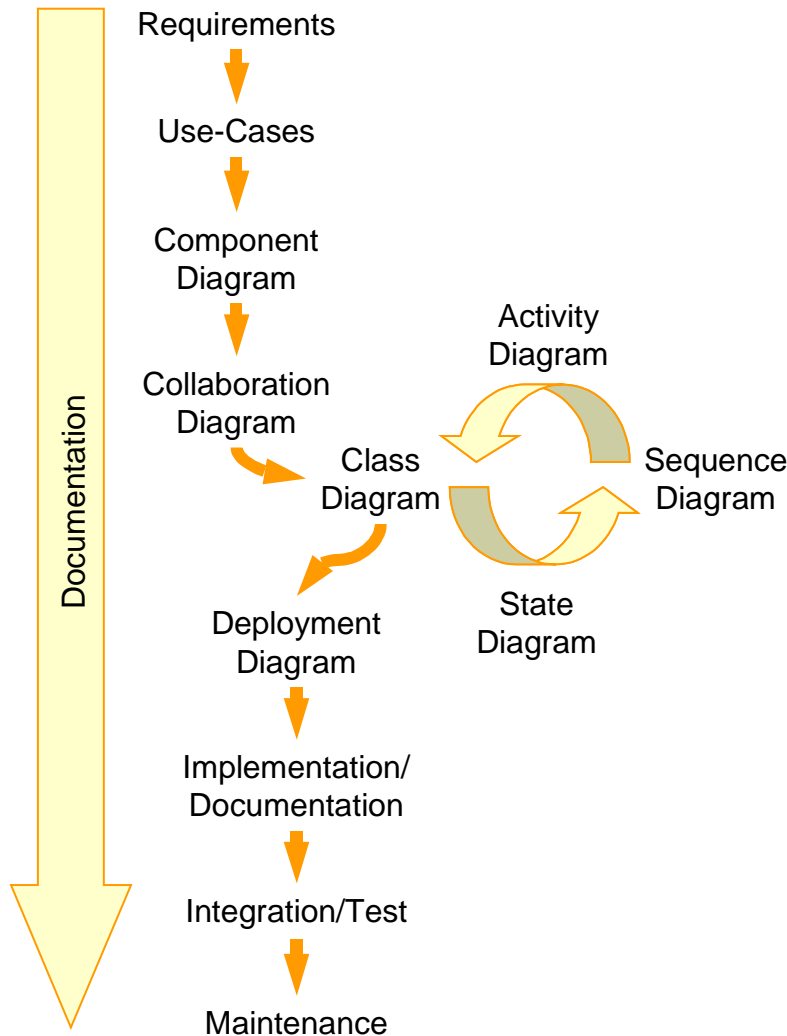 Requirements
Use-Cases
Component
Diagram
Collaboration
Diagram
Activity
Diagram
Class
Diagram
Sequence
Diagram
State
Diagram
Deployment
Diagram
Implementation/
Documentation
Integration/Test
Maintenance
Documentation